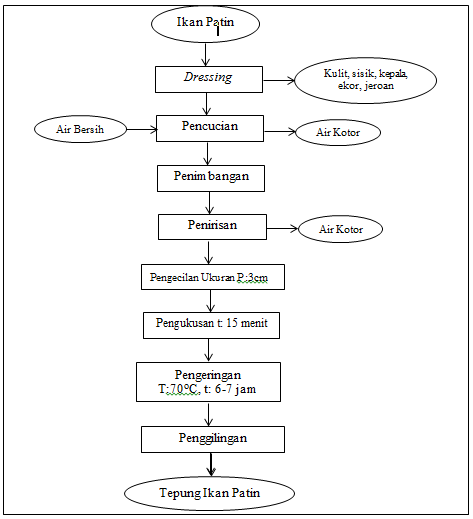 Ikan Patin
Dressing
Kulit, sisik, kepala,
ekor, jeroan
Air Bersih
Pencucian
Air Kotor
Penimbangan
Penirisan
Air Kotor
Pengecilan Ukuran P:3cm
Pengukusan t: 15 menit
Pengeringan
T:70°C, t: 6-7 jam
Penggilingan
Tepung Ikan Patin